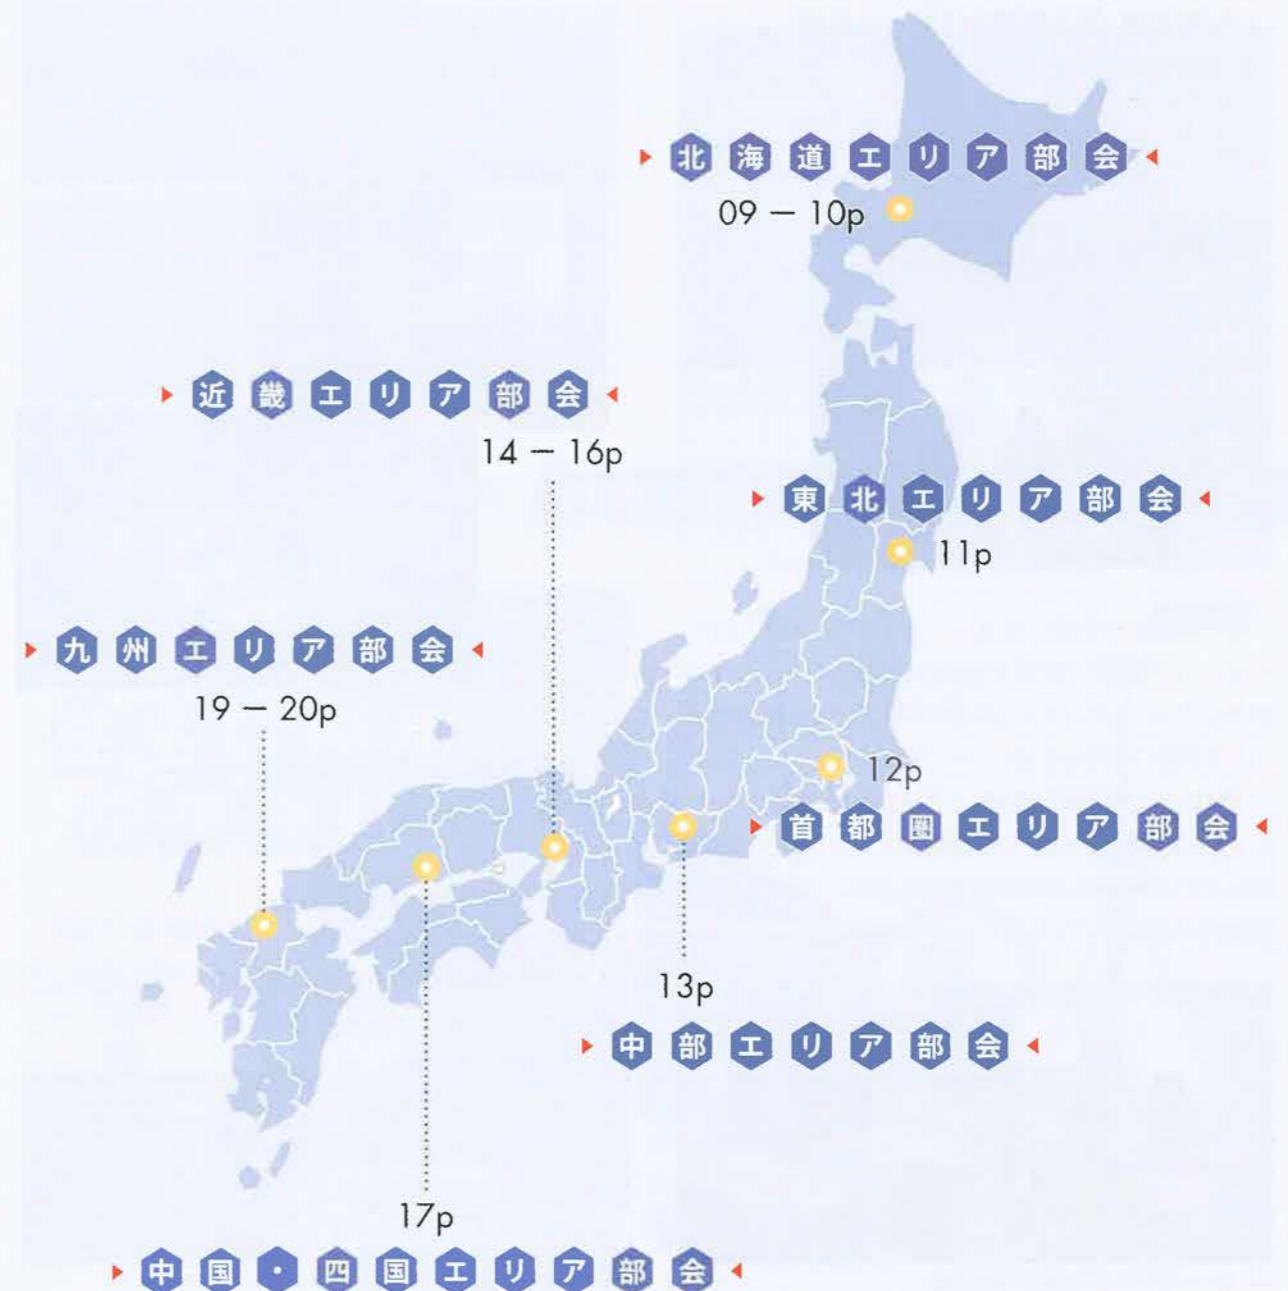 北海道エリア部会
09 − 10p
近畿エリア部会
14 − 16p
東北エリア部会
11p
九州エリア部会
19 − 20p
12p
首都圏エリア部会
13p
中部エリア部会
17p
中国・四国エリア部会